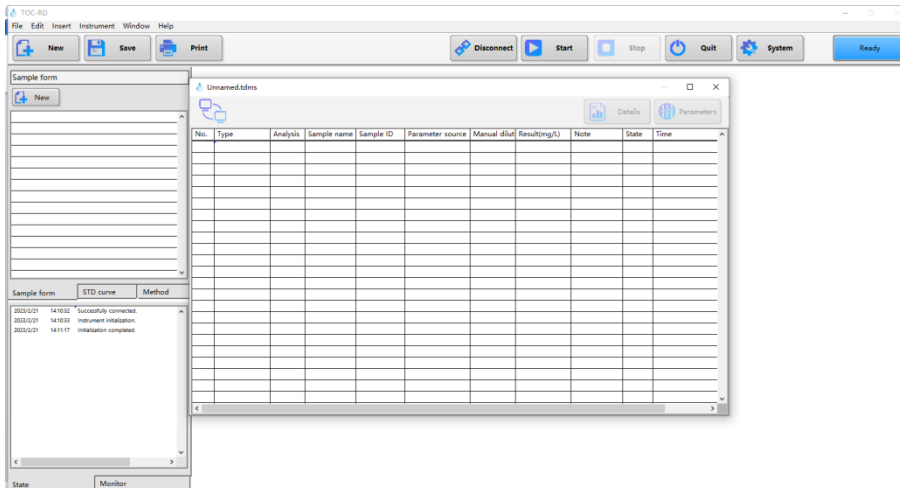 TOC-RD
File Edit Insert Instrument Window Help
New Save Print Disconnect Start Stop Quit System Ready
Sample form
New
Unnamed.tdms
Details Parameters
No. Type Analysis Sample name Sample ID Parameter source Manual dilut Result(mg/L) Note State Time
Sample form STD curve Method
2023/2/21 14:10:32 Successfully connected.
2023/2/21 14:10:33 Instrument initialization.
2023/2/21 14:11:17 Initialization completed.
State Monitor